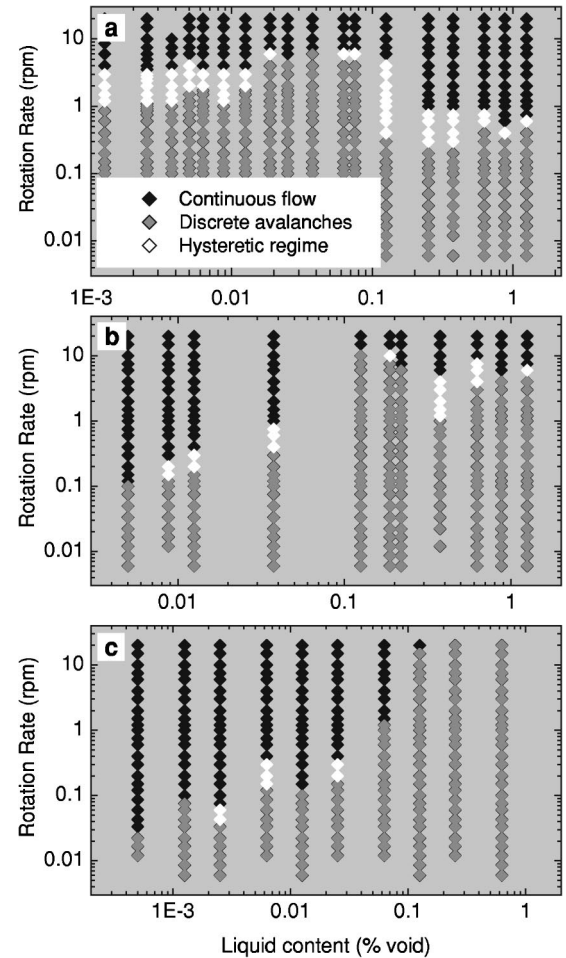 a
Rotation Rate (rpm)
10
1
0.1
0.01
Continuous flow
Discrete avalanches
Hysteretic regime
1E-3
0.01
0.1
1
b
Rotation Rate (rpm)
10
1
0.1
0.01
0.01
0.1
1
c
Rotation Rate (rpm)
10
1
0.1
0.01
1E-3
0.01
0.1
1
Liquid content (% void)